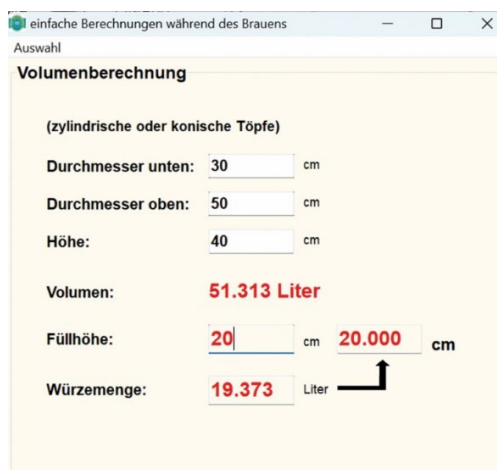 einfache Berechnungen während des Brauens
Auswahl
Volumenberechnung
(zylindrische oder konische Töpfe)
Durchmesser unten: 30 cm
Durchmesser oben: 50 cm
Höhe: 40 cm
Volumen: 51.313 Liter
Füllhöhe: 20 cm 20.000 cm
Würzemenge: 19.373 Liter